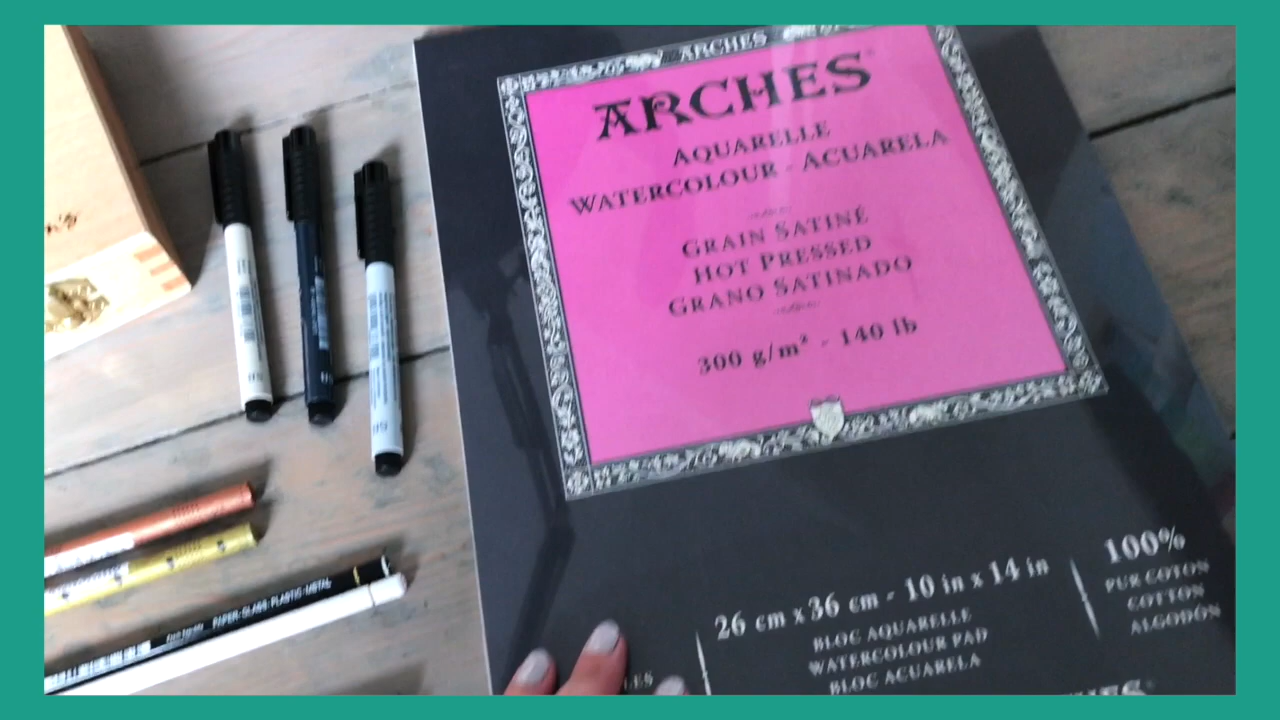 ARCHES
ARCHES
AQUARELLE
WATERCOLOUR - ACUARELA
GRAIN SATINÉ
HOT PRESSED
GRANO SATINADO
300 g/m² - 140 lb
26 cm x 36 cm - 10 in x 14 in
BLOC AQUARELLE
WATERCOLOUR PAD
BLOC ACUARELA
100%
PUR COTON
COTTON
ALGODÓN
PAPER-GLASS-PLASTIC-METAL